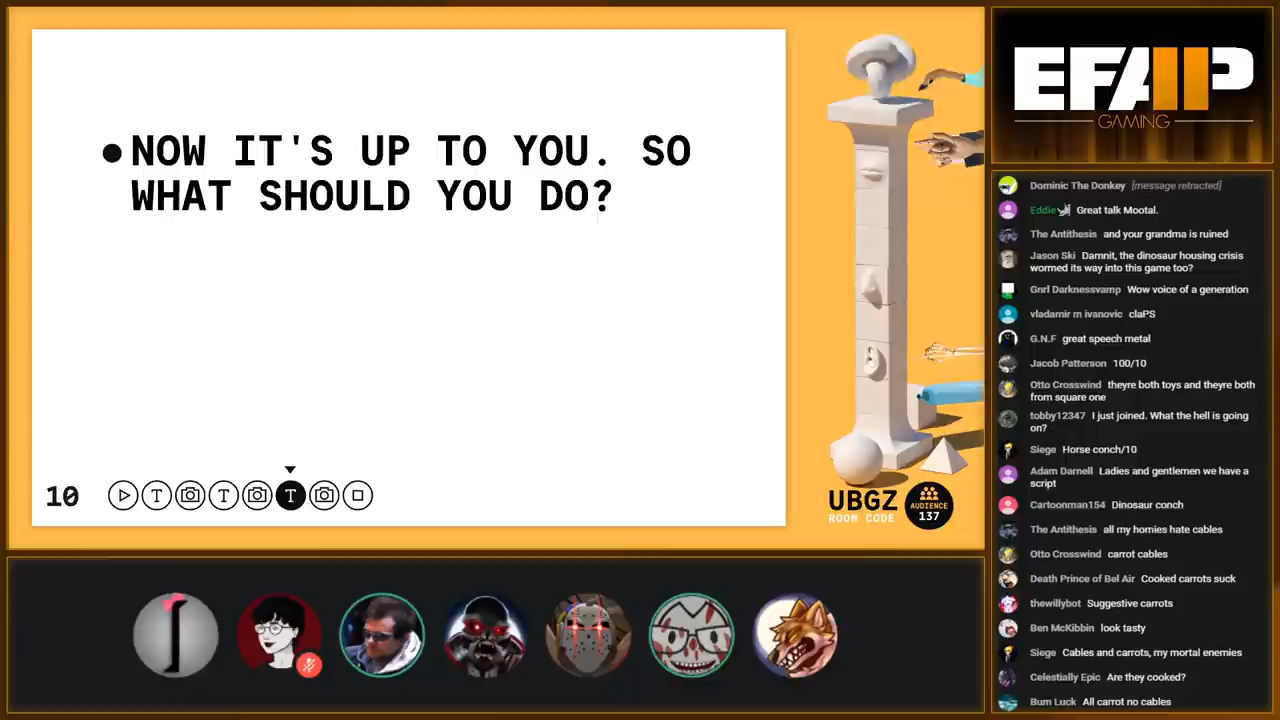 ● NOW IT'S UP TO YOU. SO
WHAT SHOULD YOU DO?
10
T
T
T
UBGZ
ROOM CODE
AUDIENCE
137
EFAP
GAMING
Dominic The Donkey [message retracted]
Eddie Great talk Mootal.
The Antithesis and your grandma is ruined
Jason Ski Damnit, the dinosaur housing crisis
wormed its way into this game too?
Gnrl Darknessvamp Wow voice of a generation
vladamir m ivanovic claPS
G.N.F great speech metal
Jacob Patterson 100/10
Otto Crosswind theyre both toys and theyre both
from square one
tobby12347 I just joined. What the hell is going
on?
Siege Horse conch/10
Adam Darnell Ladies and gentlemen we have a
script
Cartoonman154 Dinosaur conch
The Antithesis all my homies hate cables
Otto Crosswind carrot cables
Death Prince of Bel Air Cooked carrots suck
thewillybot Suggestive carrots
Ben McKibbin look tasty
Siege Cables and carrots, my mortal enemies
Celestially Epic Are they cooked?
Bum Luck All carrot no cables